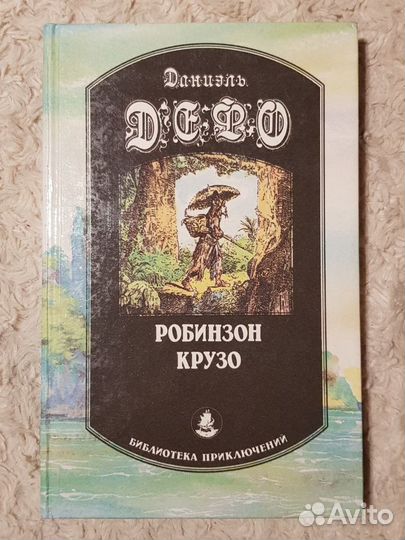 Даниэль
ДЕФО
РОБИНЗОН
КРУЗО
БИБЛИОТЕКА ПРИКЛЮЧЕНИЙ
Avito